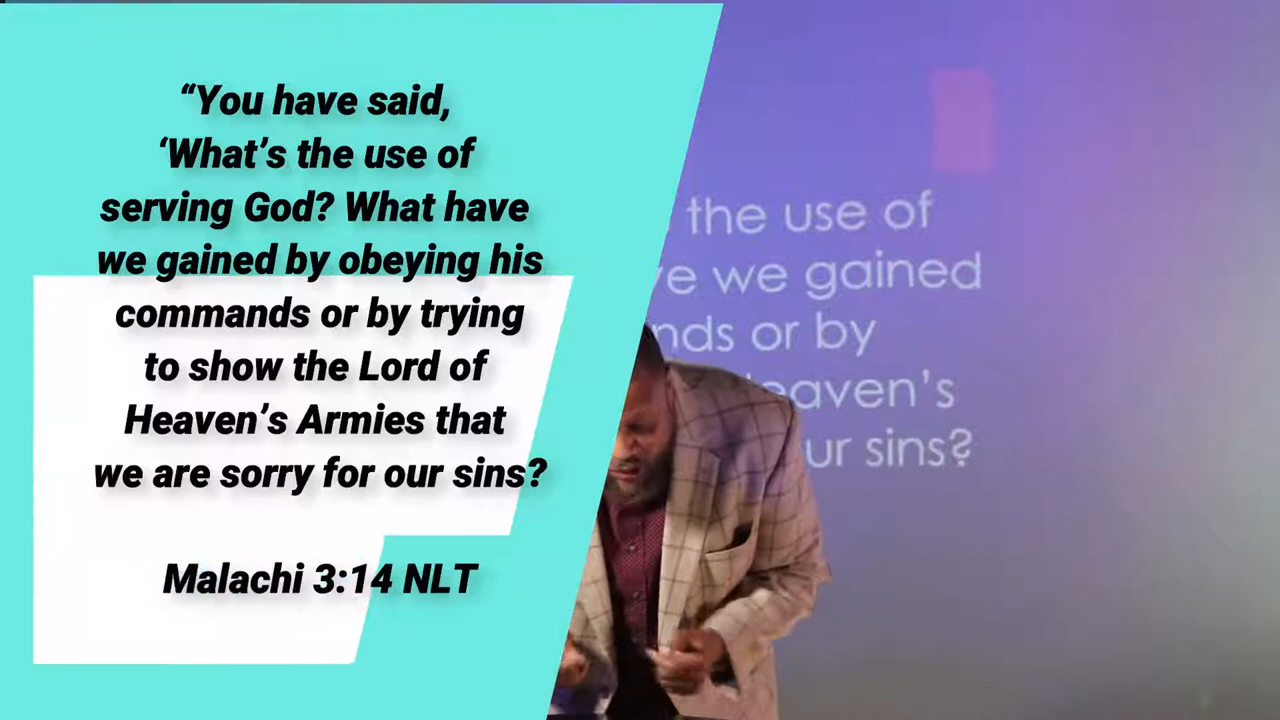 “You have said,
‘What’s the use of
serving God? What have
we gained by obeying his
commands or by trying
to show the Lord of
Heaven’s Armies that
we are sorry for our sins?
Malachi 3:14 NLT
the use of
ve we gained
nds or by
eaven’s
ur sins?